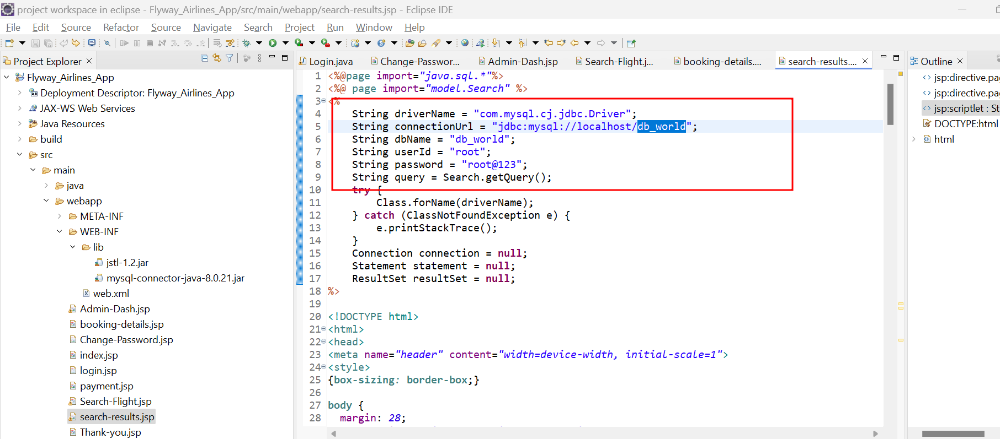 project workspace in eclipse - Flyway_Airlines_App/src/main/webapp/search-results.jsp - Eclipse IDE
File Edit Source Refactor Source Navigate Search Project Run Window Help
Project Explorer
Flyway_Airlines_App
Deployment Descriptor: Flyway_Airlines_App
JAX-WS Web Services
Java Resources
build
src
main
java
webapp
META-INF
WEB-INF
lib
jstl-1.2.jar
mysql-connector-java-8.0.21.jar
web.xml
Admin-Dash.jsp
booking-details.jsp
Change-Password.jsp
index.jsp
login.jsp
payment.jsp
Search-Flight.jsp
search-results.jsp
Thank-you.jsp
Login.java Change-Passwor... Admin-Dash.jsp Search-Flight.j... booking-details.... search-results....
1 <%@page import="java.sql.*"%>
2 <%@ page import="model.Search" %>
3 <%
4 String driverName = "com.mysql.cj.jdbc.Driver";
5 String connectionUrl = "jdbc:mysql://localhost/db_world";
6 String dbName = "db_world";
7 String userId = "root";
8 String password = "root@123";
9 String query = Search.getQuery();
10 try {
11 Class.forName(driverName);
12 } catch (ClassNotFoundException e) {
13 e.printStackTrace();
14 }
15 Connection connection = null;
16 Statement statement = null;
17 ResultSet resultSet = null;
18 %>
19
20 <!DOCTYPE html>
21 <html>
22 <head>
23 <meta name="header" content="width=device-width, initial-scale=1">
24 <style>
25 {box-sizing: border-box;}
26
27 body {
28 margin: 28;
Outline
jsp:directive.pa
jsp:directive.pa
jsp:scriptlet : St
DOCTYPE:html
html